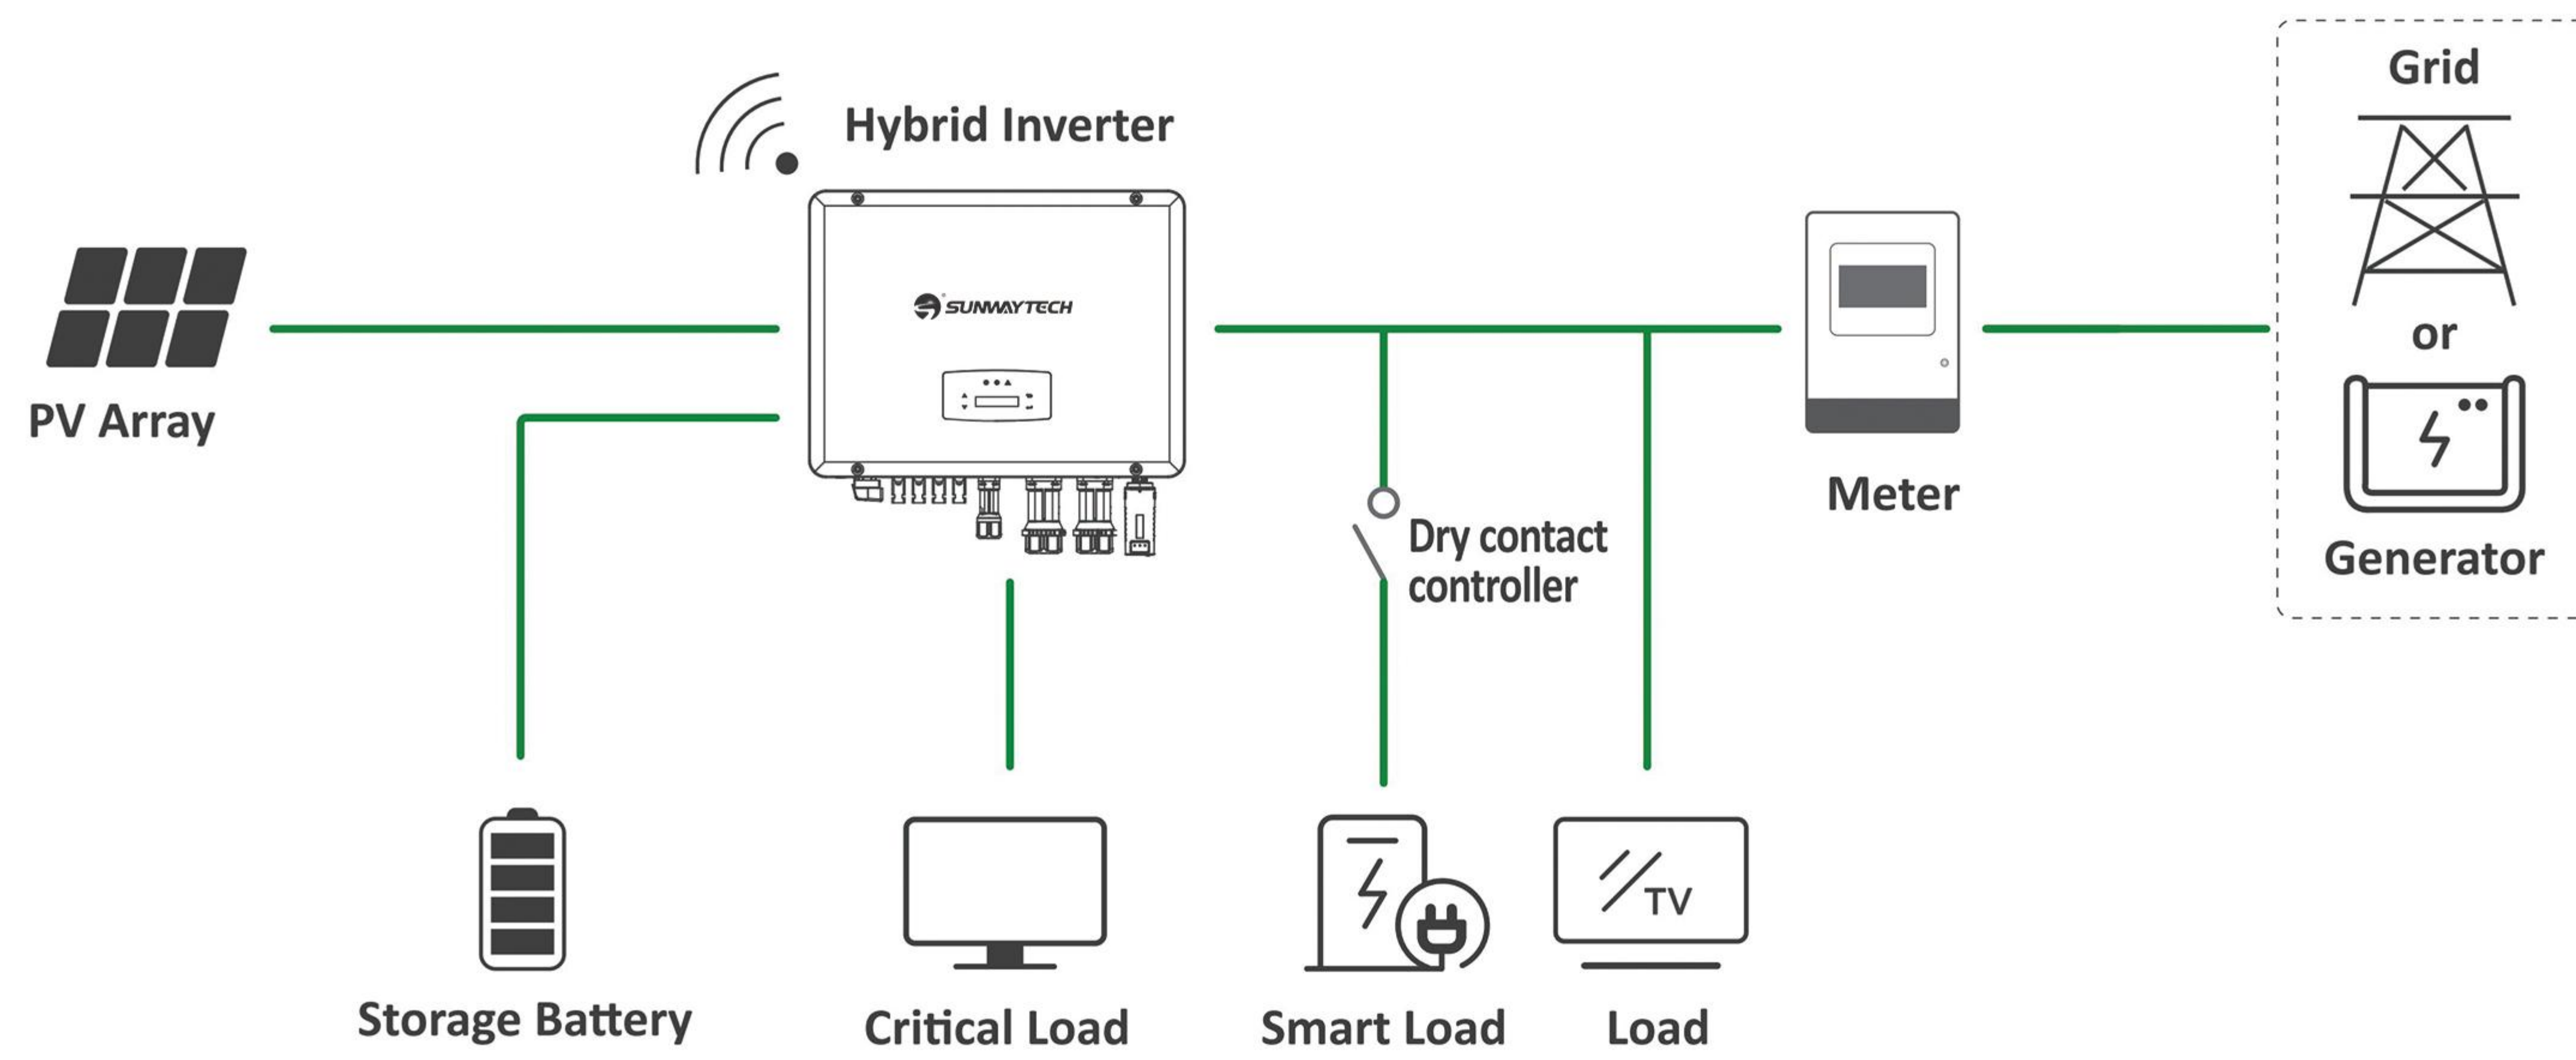 Grid
Hybrid Inverter
SUNWAYTECH
or
PV Array
Meter
Dry contact
controller
Generator
TV
Storage Battery
Critical Load
Smart Load
Load